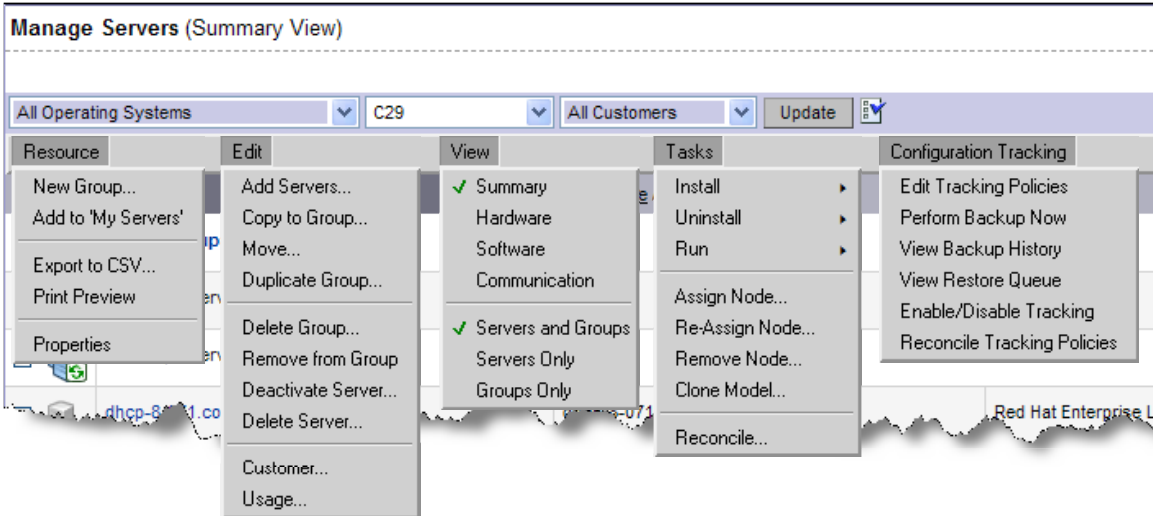 Manage Servers (Summary View)
All Operating Systems C29 All Customers Update
Resource Edit View Tasks Configuration Tracking
New Group...
Add to 'My Servers'
Export to CSV...
Print Preview
Properties
Add Servers...
Copy to Group...
Move...
Duplicate Group...
Delete Group...
Remove from Group
Deactivate Server...
Delete Server...
Customer...
Usage...
Summary
Hardware
Software
Communication
Servers and Groups
Servers Only
Groups Only
Install
Uninstall
Run
Assign Node...
Re-Assign Node...
Remove Node...
Clone Model...
Reconcile...
Edit Tracking Policies
Perform Backup Now
View Backup History
View Restore Queue
Enable/Disable Tracking
Reconcile Tracking Policies
Red Hat Enterprise L